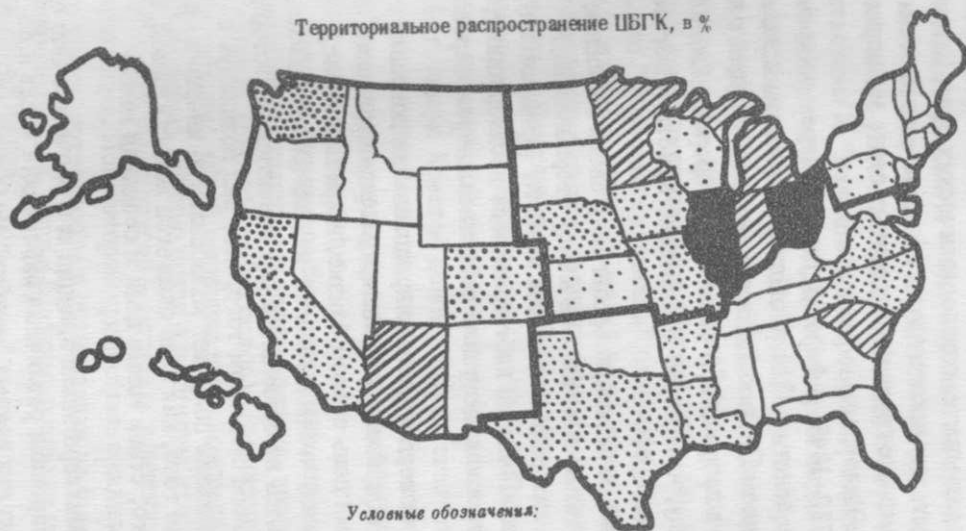 Территориальное распространение ЦБГК, в %
Условные обозначения: